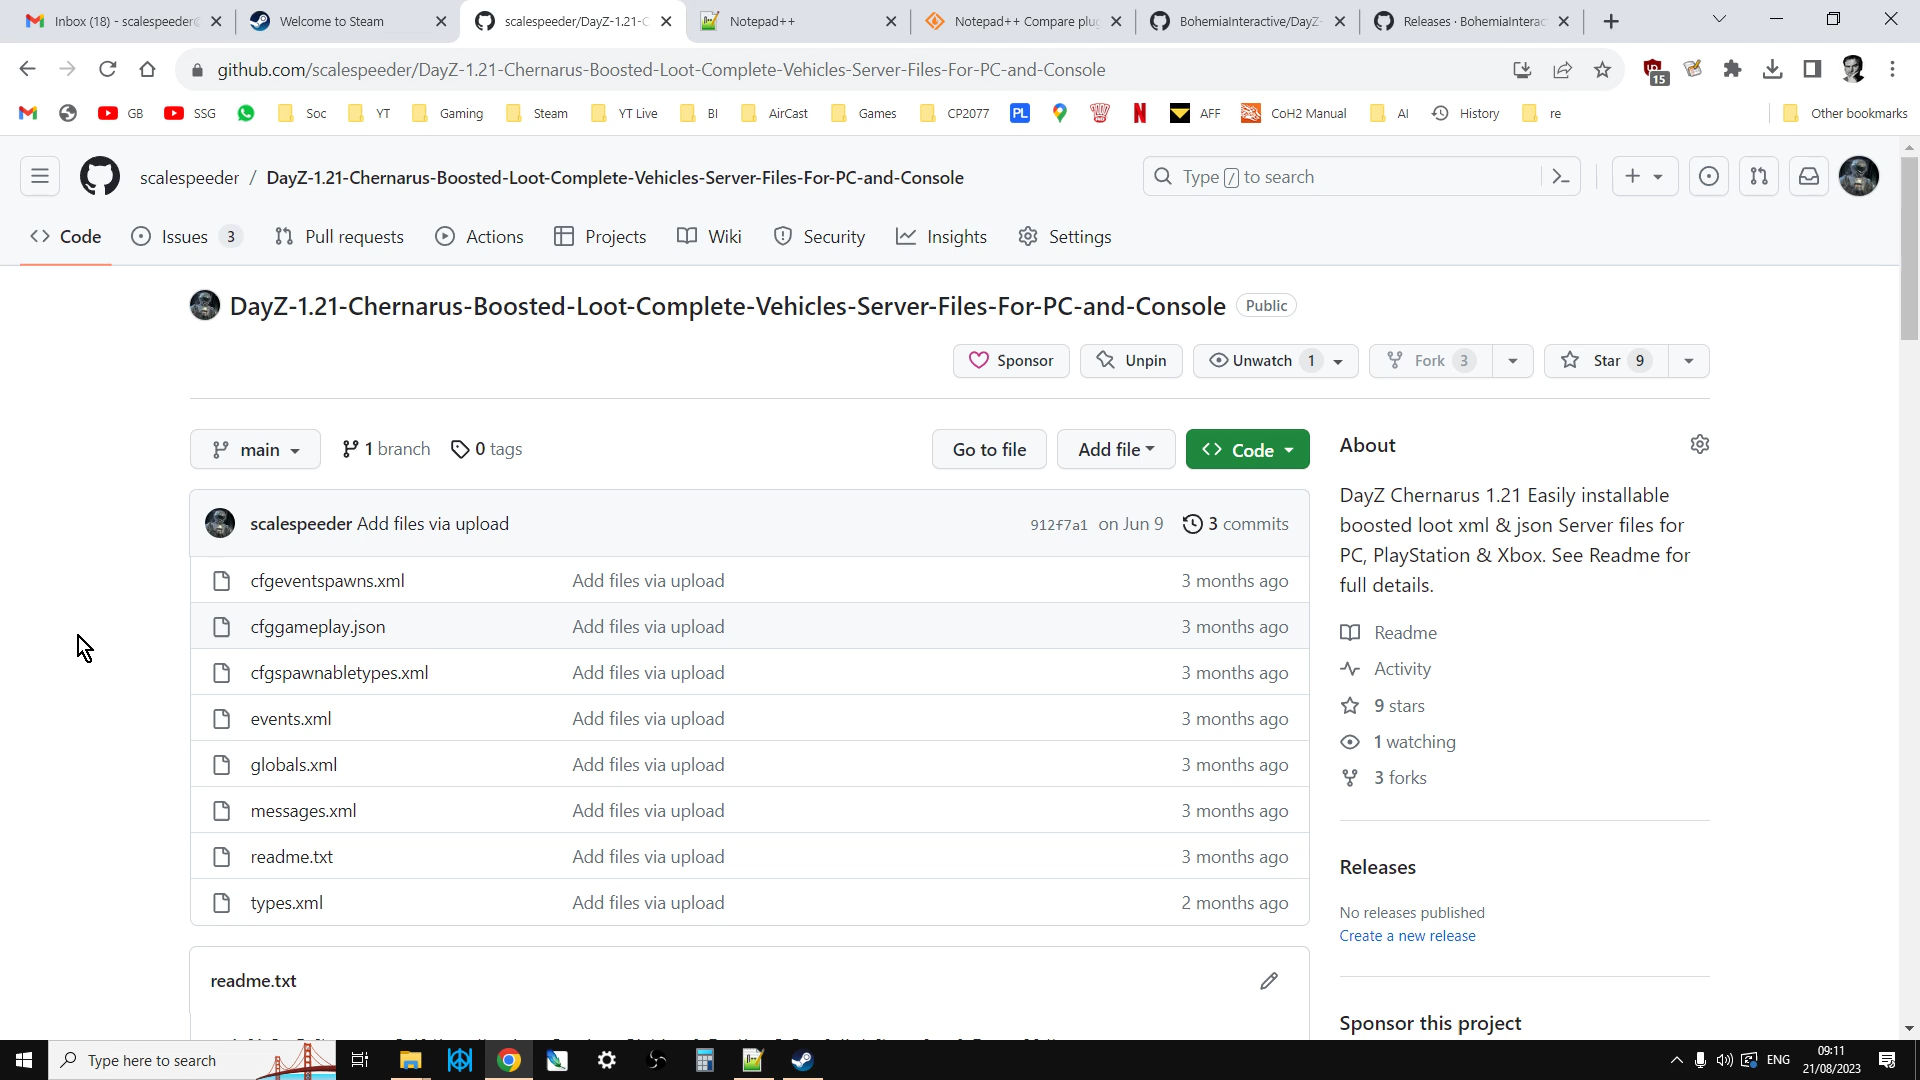 Inbox (18) - scalespeeder@
Welcome to Steam
scalespeeder/DayZ-1.21-C
Notepad++
Notepad++ Compare plug
BohemiaInteractive/DayZ-
Releases · BohemiaInterac
github.com/scalespeeder/DayZ-1.21-Chernarus-Boosted-Loot-Complete-Vehicles-Server-Files-For-PC-and-Console
15
GB
SSG
Soc
YT
Gaming
Steam
YT Live
BI
AirCast
Games
CP2077
PL
AFF
CoH2 Manual
AI
History
re
Other bookmarks
scalespeeder / DayZ-1.21-Chernarus-Boosted-Loot-Complete-Vehicles-Server-Files-For-PC-and-Console
Type / to search
Code
Issues 3
Pull requests
Actions
Projects
Wiki
Security
Insights
Settings
DayZ-1.21-Chernarus-Boosted-Loot-Complete-Vehicles-Server-Files-For-PC-and-Console Public
Sponsor
Unpin
Unwatch 1
Fork 3
Star 9
main
1 branch
0 tags
Go to file
Add file
Code
scalespeeder Add files via upload 912f7a1 on Jun 9 3 commits
cfgeventspawns.xml Add files via upload 3 months ago
cfggameplay.json Add files via upload 3 months ago
cfgspawnabletypes.xml Add files via upload 3 months ago
events.xml Add files via upload 3 months ago
globals.xml Add files via upload 3 months ago
messages.xml Add files via upload 3 months ago
readme.txt Add files via upload 3 months ago
types.xml Add files via upload 2 months ago
readme.txt
About
DayZ Chernarus 1.21 Easily installable
boosted loot xml & json Server files for
PC, PlayStation & Xbox. See Readme for
full details.
Readme
Activity
9 stars
1 watching
3 forks
Releases
No releases published
Create a new release
Sponsor this project
Type here to search
ENG
09:11
21/08/2023